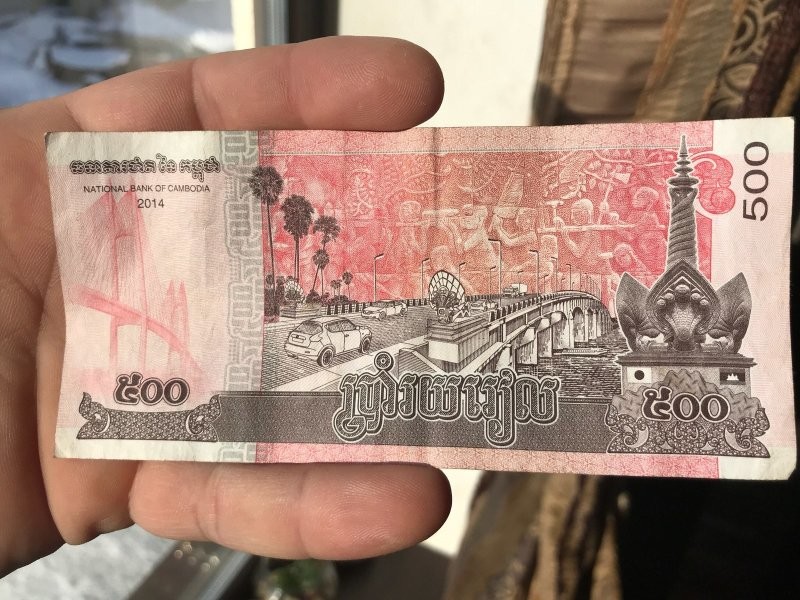 ធនាគារជាតិ នៃ កម្ពុជា
NATIONAL BANK OF CAMBODIA
2014
៥០០
ប្រាំរយរៀល
៥០០
500